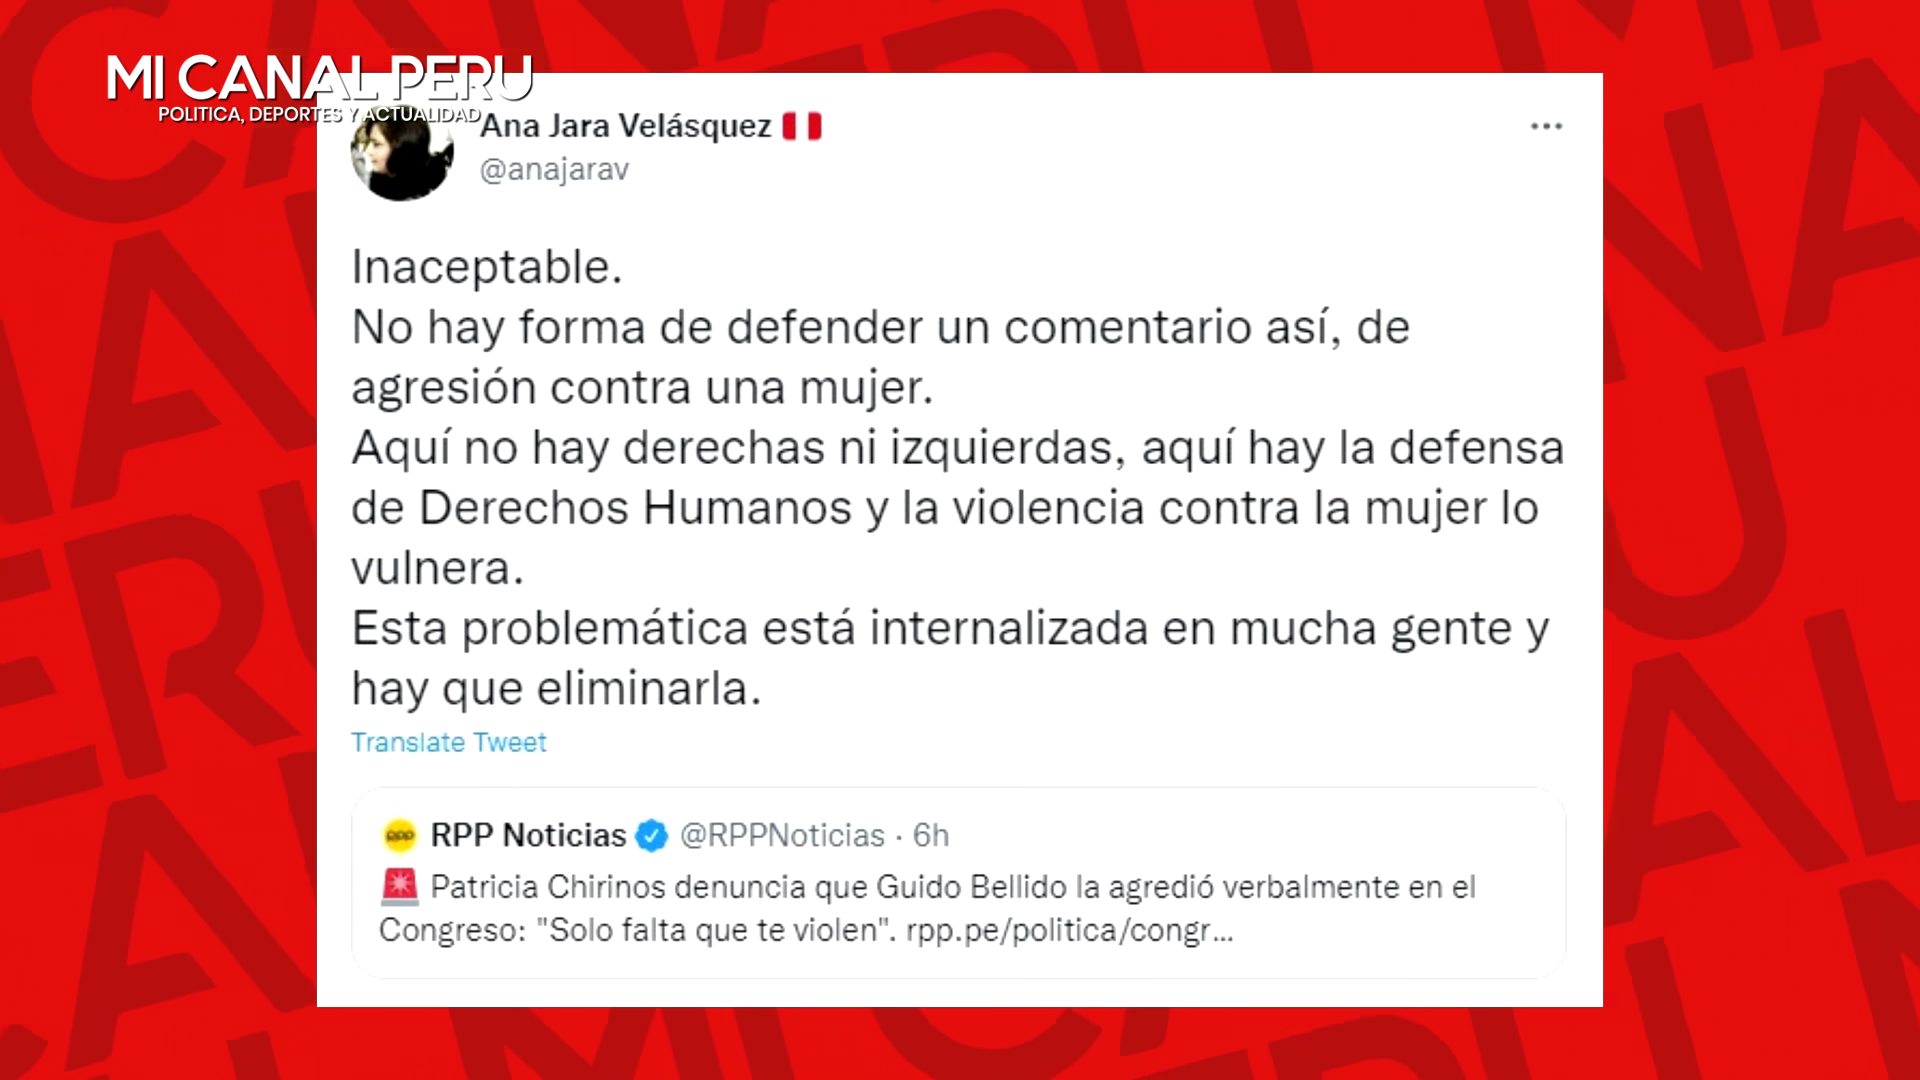 MI CANAL PERU
POLITICA, DEPORTES Y ACTUALIDAD
Ana Jara Velásquez 🇵🇪
@anajarav
Inaceptable.
No hay forma de defender un comentario así, de
agresión contra una mujer.
Aquí no hay derechas ni izquierdas, aquí hay la defensa
de Derechos Humanos y la violencia contra la mujer lo
vulnera.
Esta problemática está internalizada en mucha gente y
hay que eliminarla.
Translate Tweet
RPP Noticias @RPPNoticias · 6h
🚨 Patricia Chirinos denuncia que Guido Bellido la agredió verbalmente en el
Congreso: "Solo falta que te violen". rpp.pe/politica/congr...